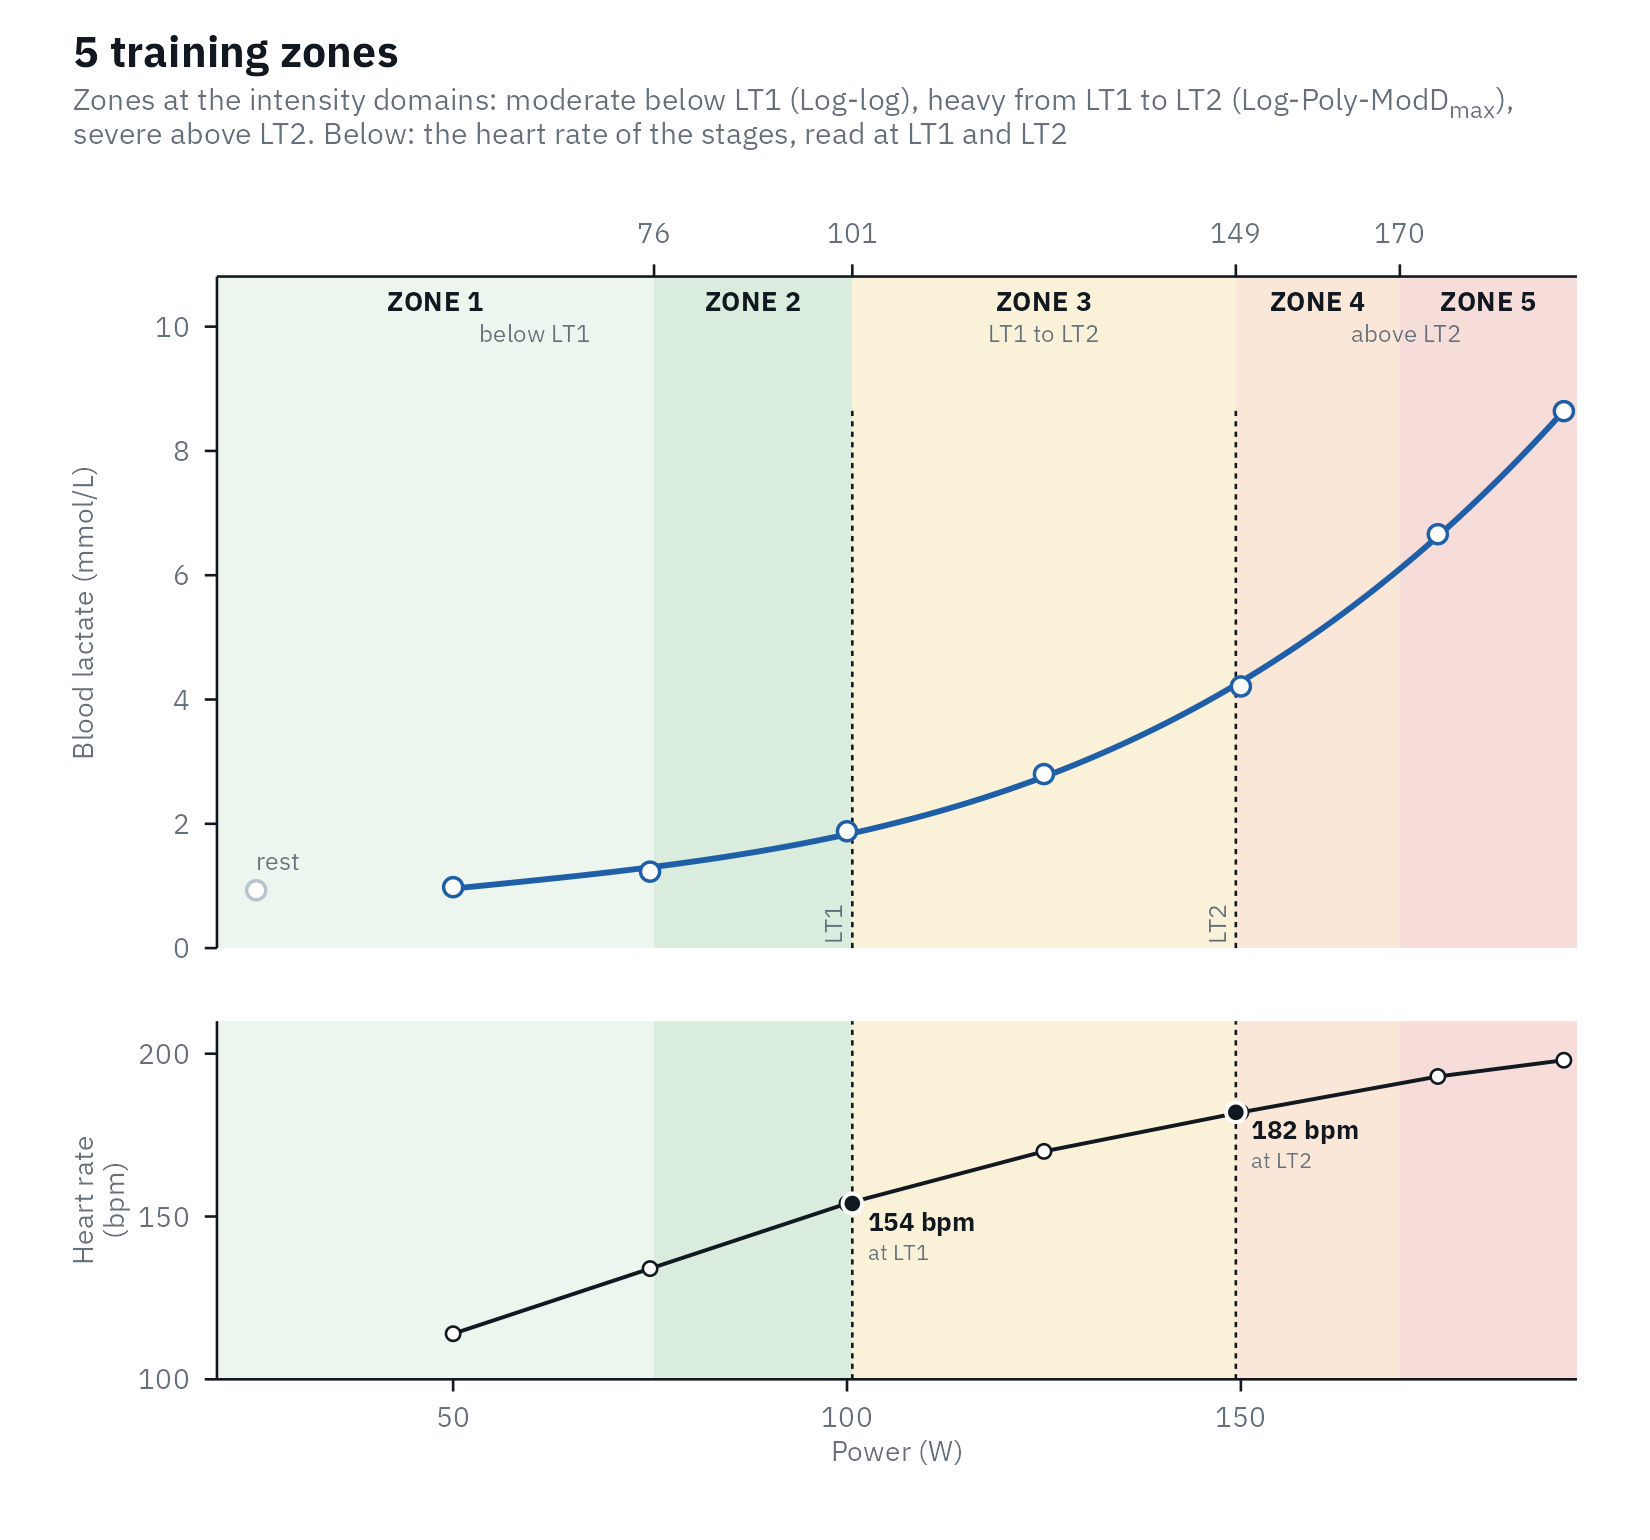 5 training zones
Zones at the intensity domains: moderate below LT1 (Log-log), heavy from LT1 to LT2 (Log-Poly-ModDmax),
severe above LT2. Below: the heart rate of the stages, read at LT1 and LT2
76 101 149 170
ZONE 1 ZONE 2 ZONE 3 ZONE 4 ZONE 5
below LT1 LT1 to LT2 above LT2
10
8
6
4
2
0
Blood lactate (mmol/L)
rest
LT1
LT2
200
150
100
Heart rate
(bpm)
182 bpm
at LT2
154 bpm
at LT1
50 100 150
Power (W)